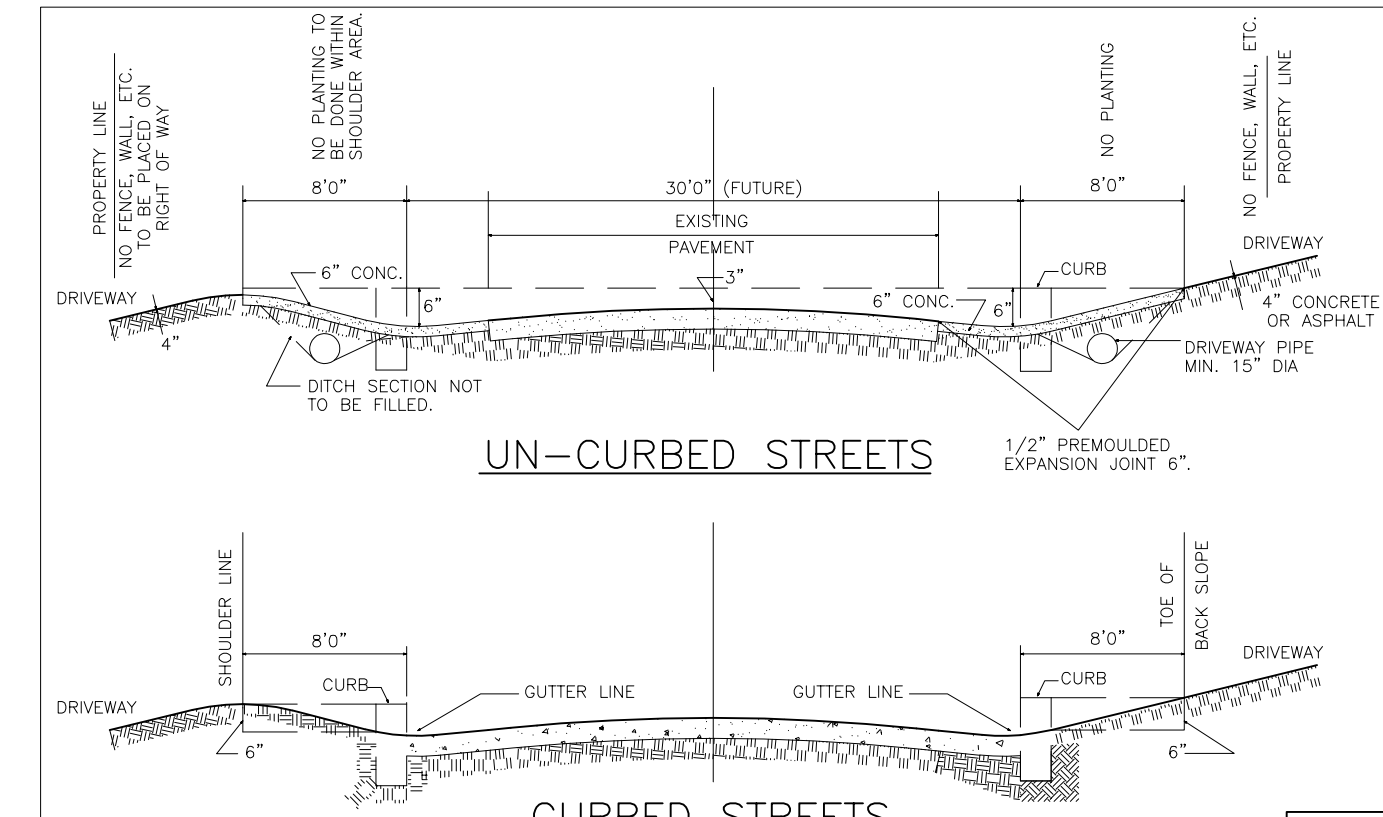 PROPERTY LINE
NO FENCE, WALL, ETC.
TO BE PLACED ON
RIGHT OF WAY
NO PLANTING TO
BE DONE WITHIN
SHOULDER AREA.
NO PLANTING
NO FENCE, WALL, ETC.
PROPERTY LINE
8'0"
30'0" (FUTURE)
8'0"
EXISTING
PAVEMENT
DRIVEWAY
6" CONC.
6"
3"
6" CONC.
6"
CURB
DRIVEWAY
4"
4" CONCRETE
OR ASPHALT
DITCH SECTION NOT
TO BE FILLED.
DRIVEWAY PIPE
MIN. 15" DIA
UN-CURBED STREETS
1/2" PREMOULDED
EXPANSION JOINT 6".
SHOULDER LINE
TOE OF
BACK SLOPE
8'0"
8'0"
DRIVEWAY
CURB
GUTTER LINE
GUTTER LINE
CURB
DRIVEWAY
6"
6"
CURBED STREETS